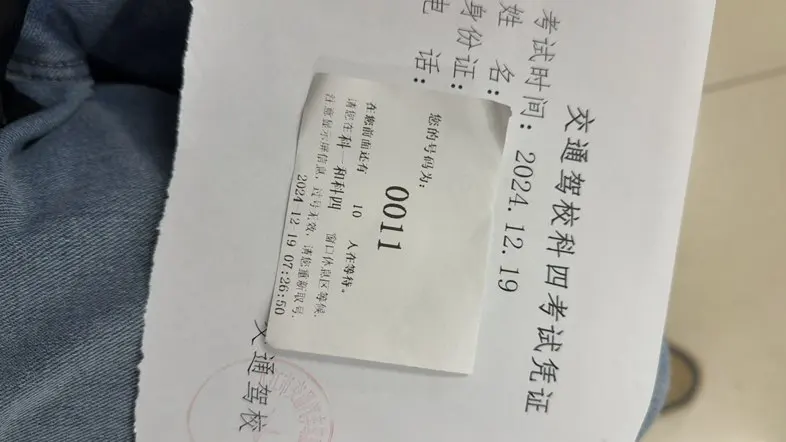 交通驾校科四考试凭证
考试时间：2024.12.19
姓 名：
身份证：
电 话：
您的号码为：
0011
在您前面还有 10 人在等待。
请您在科一和科四 窗口休息区等候.
注意显示屏信息，过号无效，请您重新取号.
2024-12-19 07:26:50
交通驾校